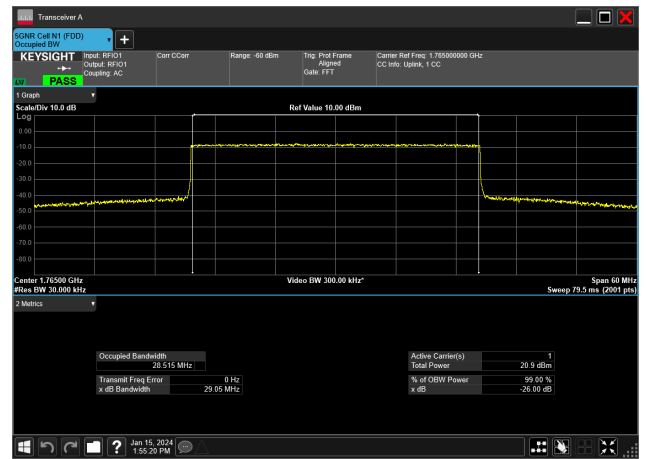 Transceiver A
5GNR Cell N1 (FDD)
Occupied BW
+
KEYSIGHT
LXI
PASS
Input: RFIO1
Output: RFIO1
Coupling: AC
Corr CCorr
Range: -60 dBm
Trig: Prot Frame
Aligned
Gate: FFT
Carrier Ref Freq: 1.765000000 GHz
CC Info: Uplink, 1 CC
1 Graph
Scale/Div 10.0 dB
Ref Value 10.00 dBm
Log
0.00
-10.0
-20.0
-30.0
-40.0
-50.0
-60.0
-70.0
-80.0
Center 1.76500 GHz
Video BW 300.00 kHz*
Span 60 MHz
#Res BW 30.000 kHz
Sweep 79.5 ms (2001 pts)
2 Metrics
Occupied Bandwidth
28.515 MHz
Active Carrier(s) 1
Total Power 20.9 dBm
Transmit Freq Error 0 Hz
x dB Bandwidth 29.05 MHz
% of OBW Power 99.00 %
x dB -26.00 dB
?
Jan 15, 2024
1:55:20 PM